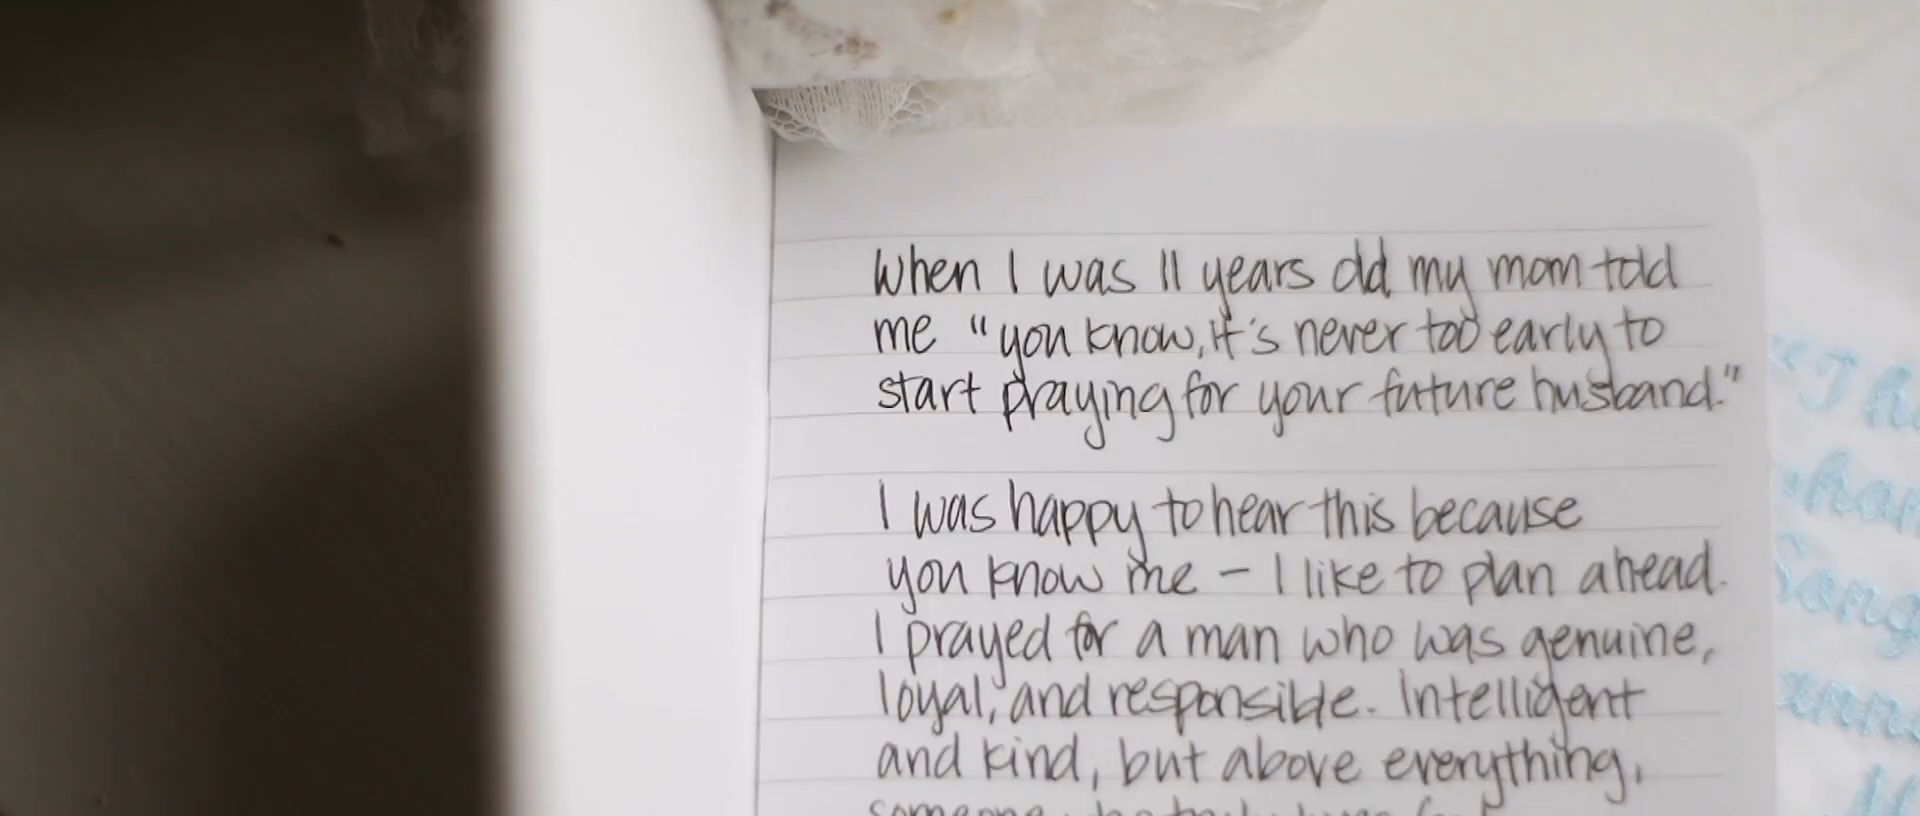 When I was 11 years old my mom told
me "you know, it's never too early to
start praying for your future husband."
I was happy to hear this because
you know me - I like to plan ahead.
I prayed for a man who was genuine,
loyal, and responsible. Intelligent
and kind, but above everything,
someone